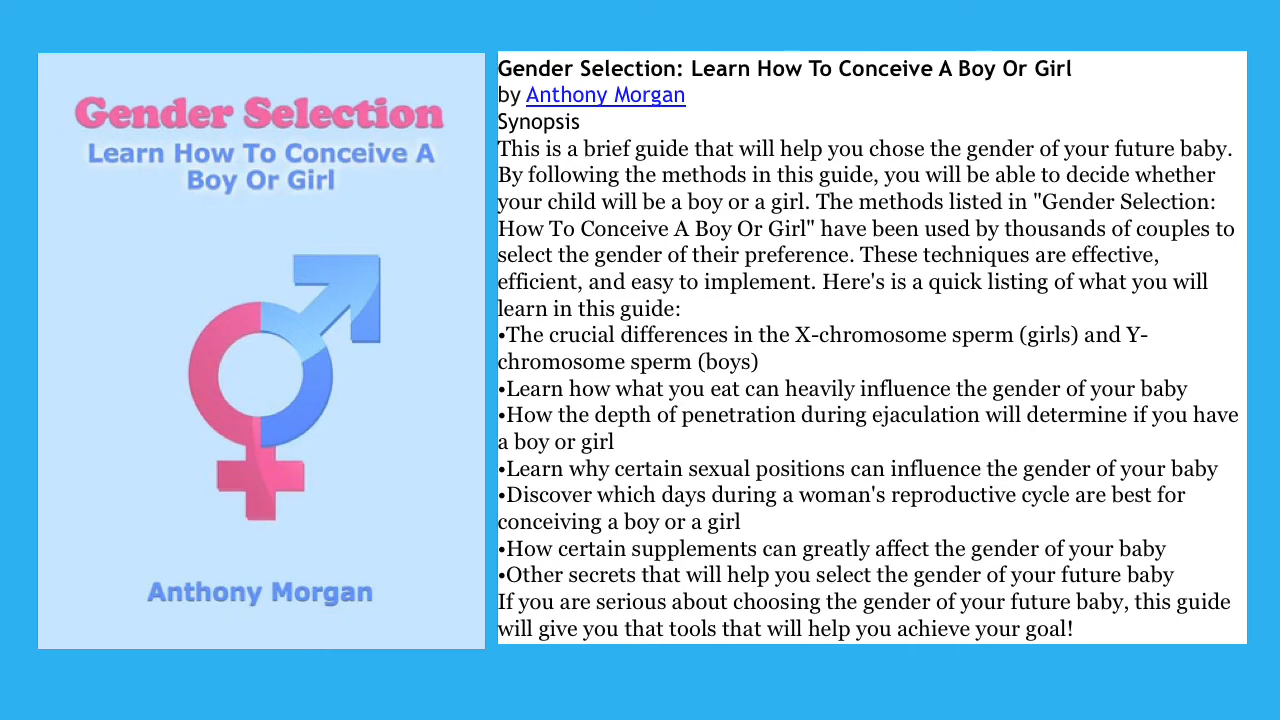 Gender Selection
Learn How To Conceive A
Boy Or Girl
Anthony Morgan
Gender Selection: Learn How To Conceive A Boy Or Girl
by Anthony Morgan
Synopsis
This is a brief guide that will help you chose the gender of your future baby.
By following the methods in this guide, you will be able to decide whether
your child will be a boy or a girl. The methods listed in "Gender Selection:
How To Conceive A Boy Or Girl" have been used by thousands of couples to
select the gender of their preference. These techniques are effective,
efficient, and easy to implement. Here's is a quick listing of what you will
learn in this guide:
•The crucial differences in the X-chromosome sperm (girls) and Y-
chromosome sperm (boys)
•Learn how what you eat can heavily influence the gender of your baby
•How the depth of penetration during ejaculation will determine if you have
a boy or girl
•Learn why certain sexual positions can influence the gender of your baby
•Discover which days during a woman's reproductive cycle are best for
conceiving a boy or a girl
•How certain supplements can greatly affect the gender of your baby
•Other secrets that will help you select the gender of your future baby
If you are serious about choosing the gender of your future baby, this guide
will give you that tools that will help you achieve your goal!